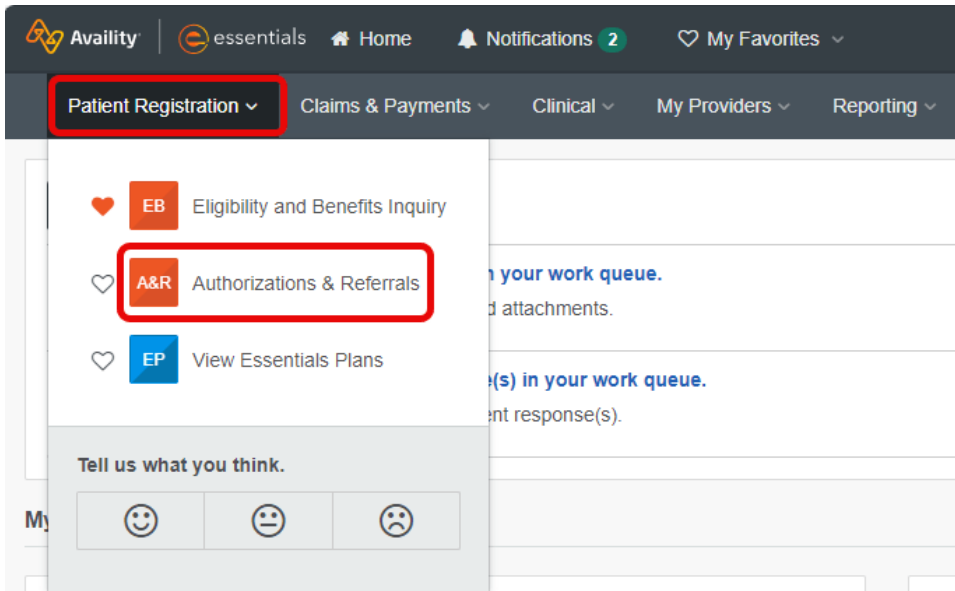 Availity essentials Home Notifications 2 My Favorites
Patient Registration Claims & Payments Clinical My Providers Reporting
EB Eligibility and Benefits Inquiry
A&R Authorizations & Referrals
your work queue.
attachments.
EP View Essentials Plans
(s) in your work queue.
response(s).
Tell us what you think.
My